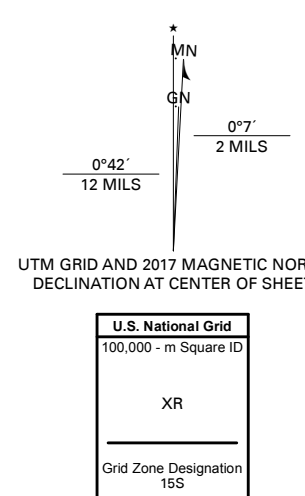 ★
MN
GN
0°7´
2 MILS
0°42´
12 MILS
UTM GRID AND 2017 MAGNETIC NOR
DECLINATION AT CENTER OF SHEET
U.S. National Grid
100,000 - m Square ID
XR
Grid Zone Designation
15S